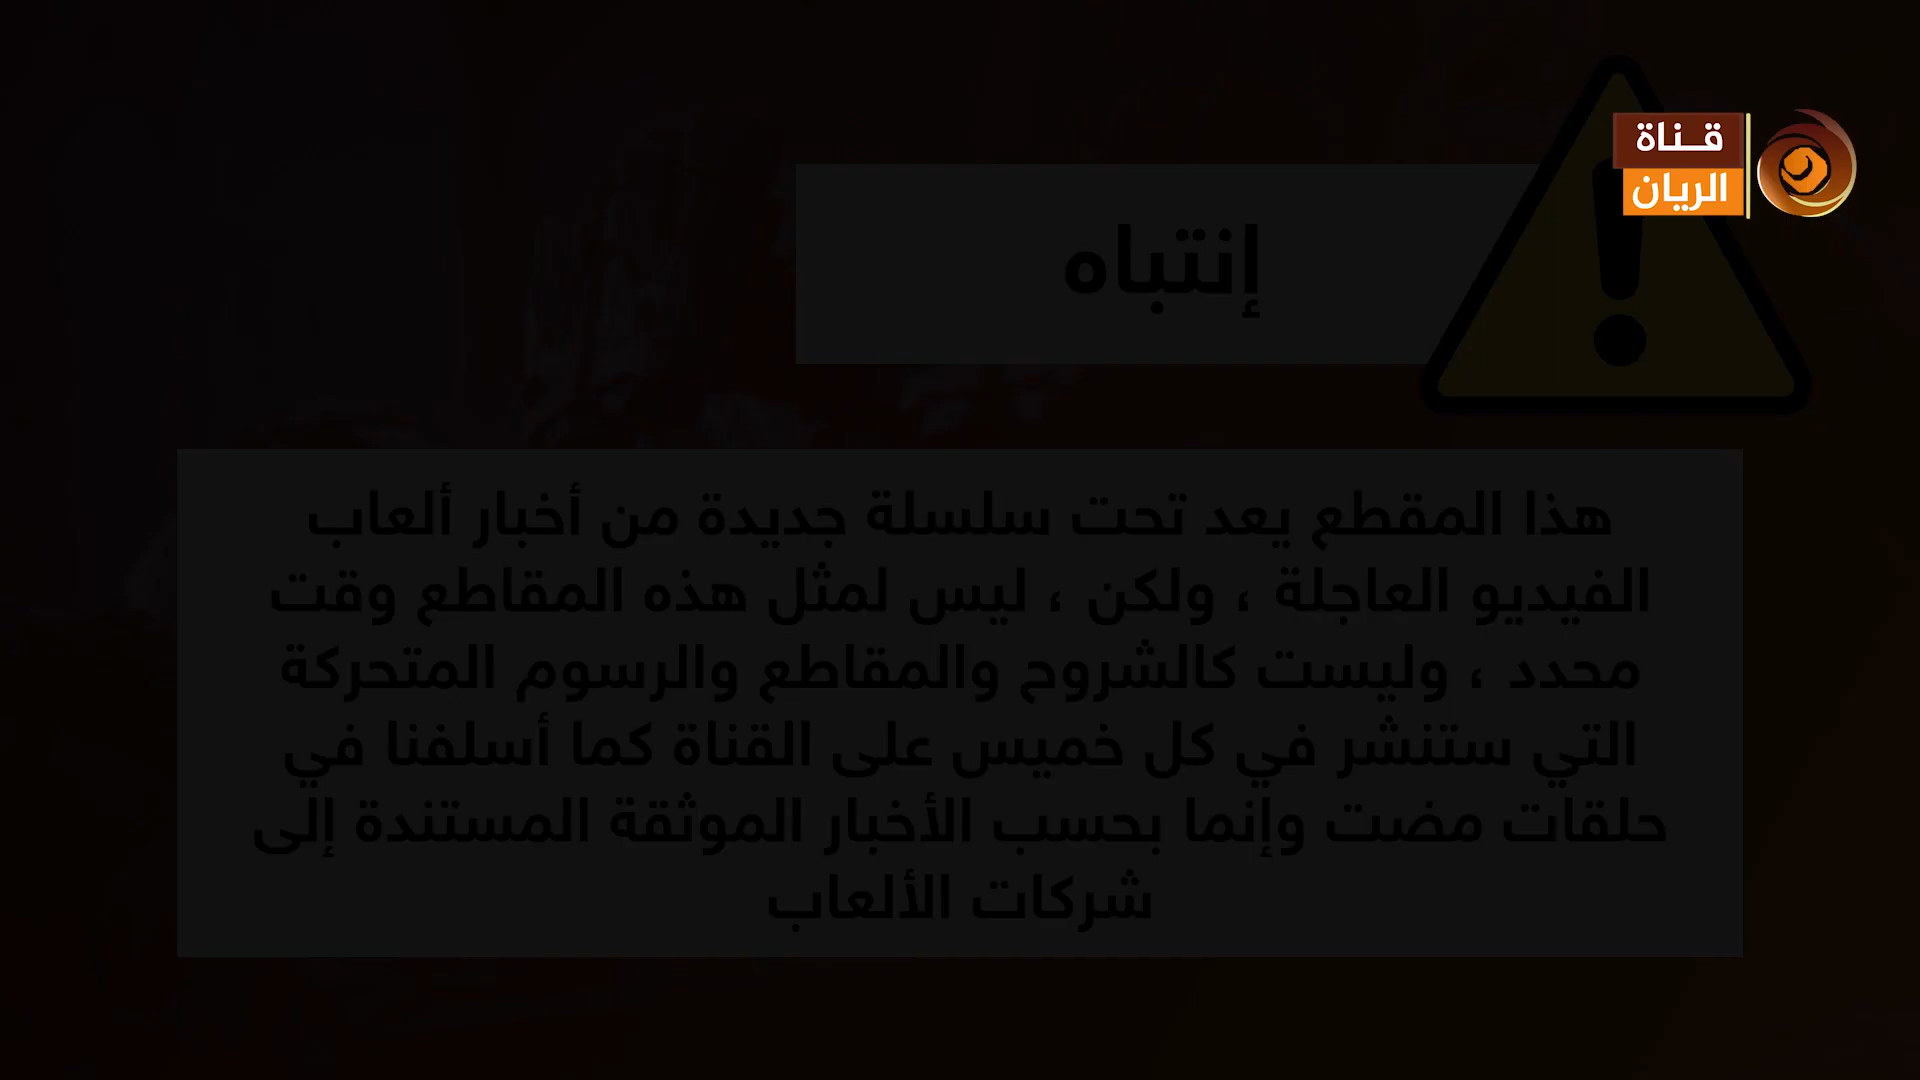 قناة
الريان
إنتباه
هذا المقطع يعد تحت سلسلة جديدة من أخبار ألعاب
الفيديو العاجلة ، ولكن ، ليس لمثل هذه المقاطع وقت
محدد ، وليست كالشروح والمقاطع والرسوم المتحركة
التي ستنشر في كل خميس على القناة كما أسلفنا في
حلقات مضت وإنما بحسب الأخبار الموثقة المستندة إلى
شركات الألعاب